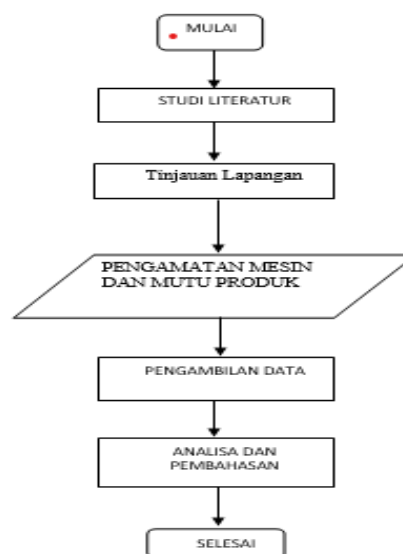 MULAI
STUDI LITERATUR
Tinjauan Lapangan
PENGAMATAN MESIN
DAN MUTU PRODUK
PENGAMBILAN DATA
ANALISA DAN
PEMBAHASAN
SELESAI